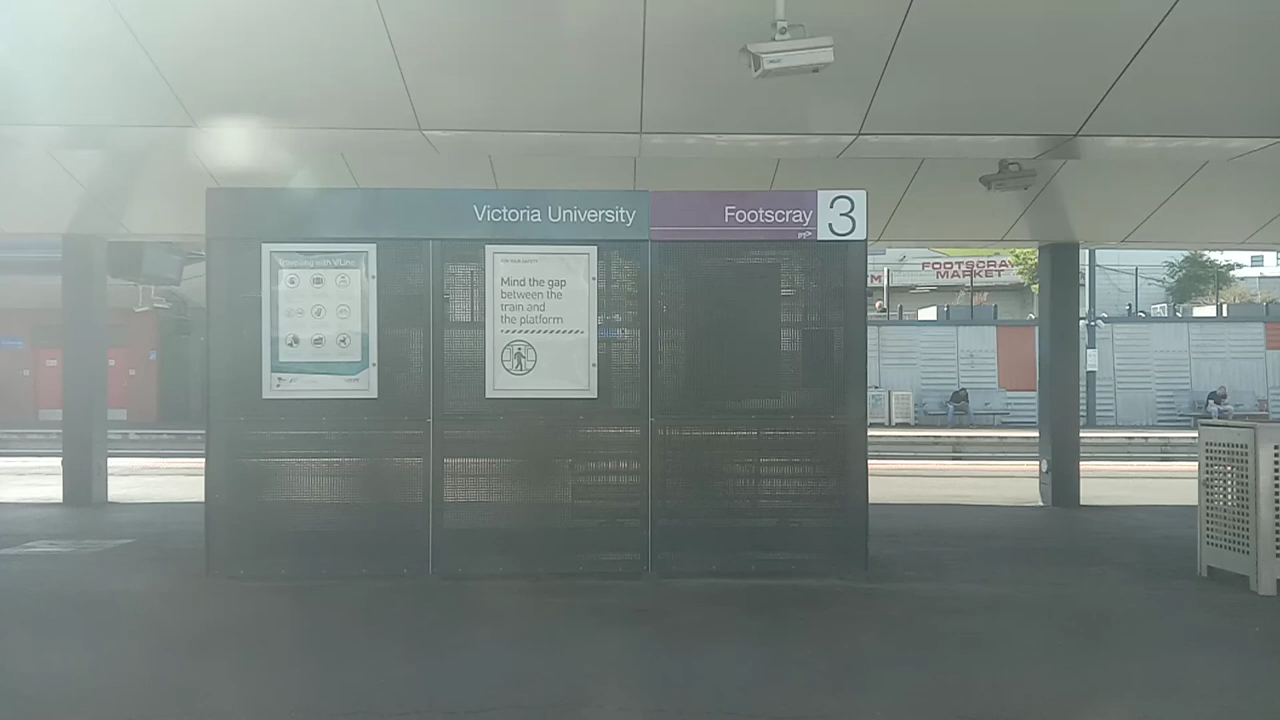 Victoria University
Footscray
3
ptv
Travelling with V/Line
FOR YOUR SAFETY
Mind the gap
between the
train and
the platform
FOOTSCRAY
MARKET